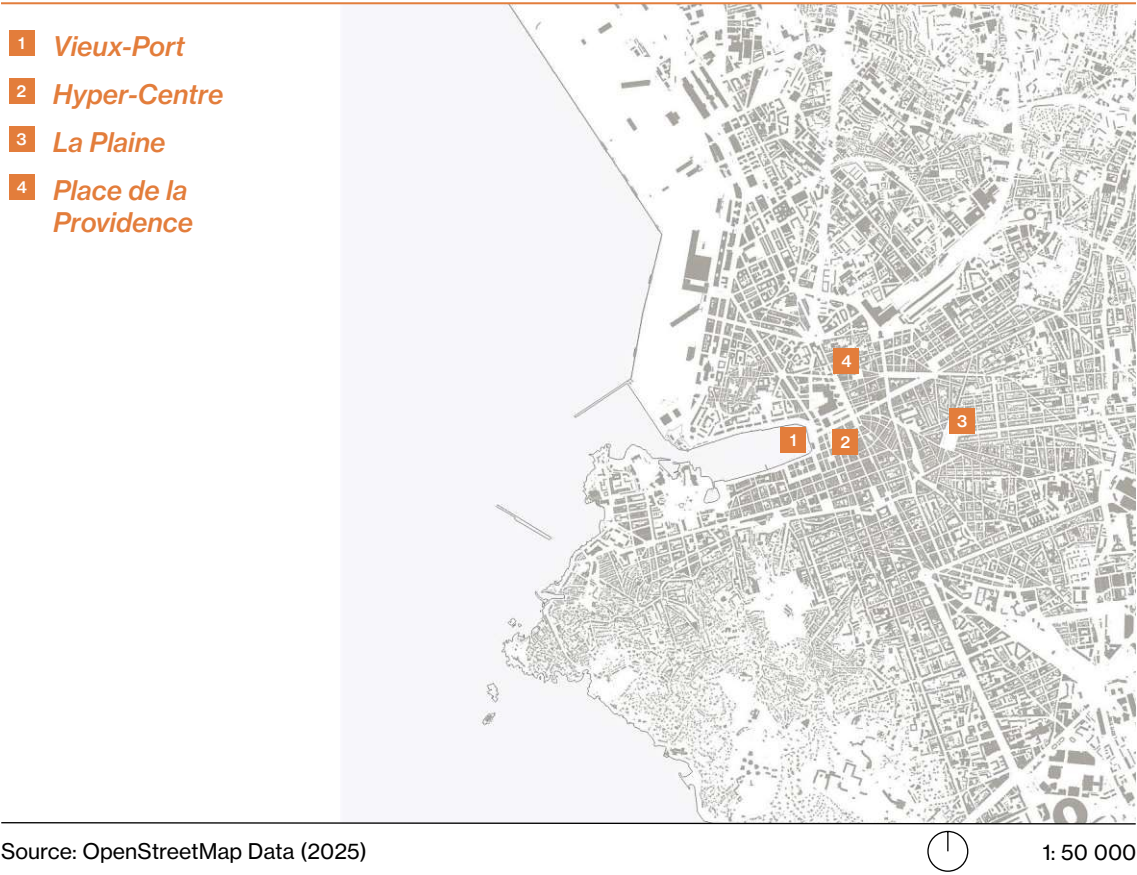 1 Vieux-Port
2 Hyper-Centre
3 La Plaine
4 Place de la
Providence
4
3
1
2
Source: OpenStreetMap Data (2025)
1: 50 000